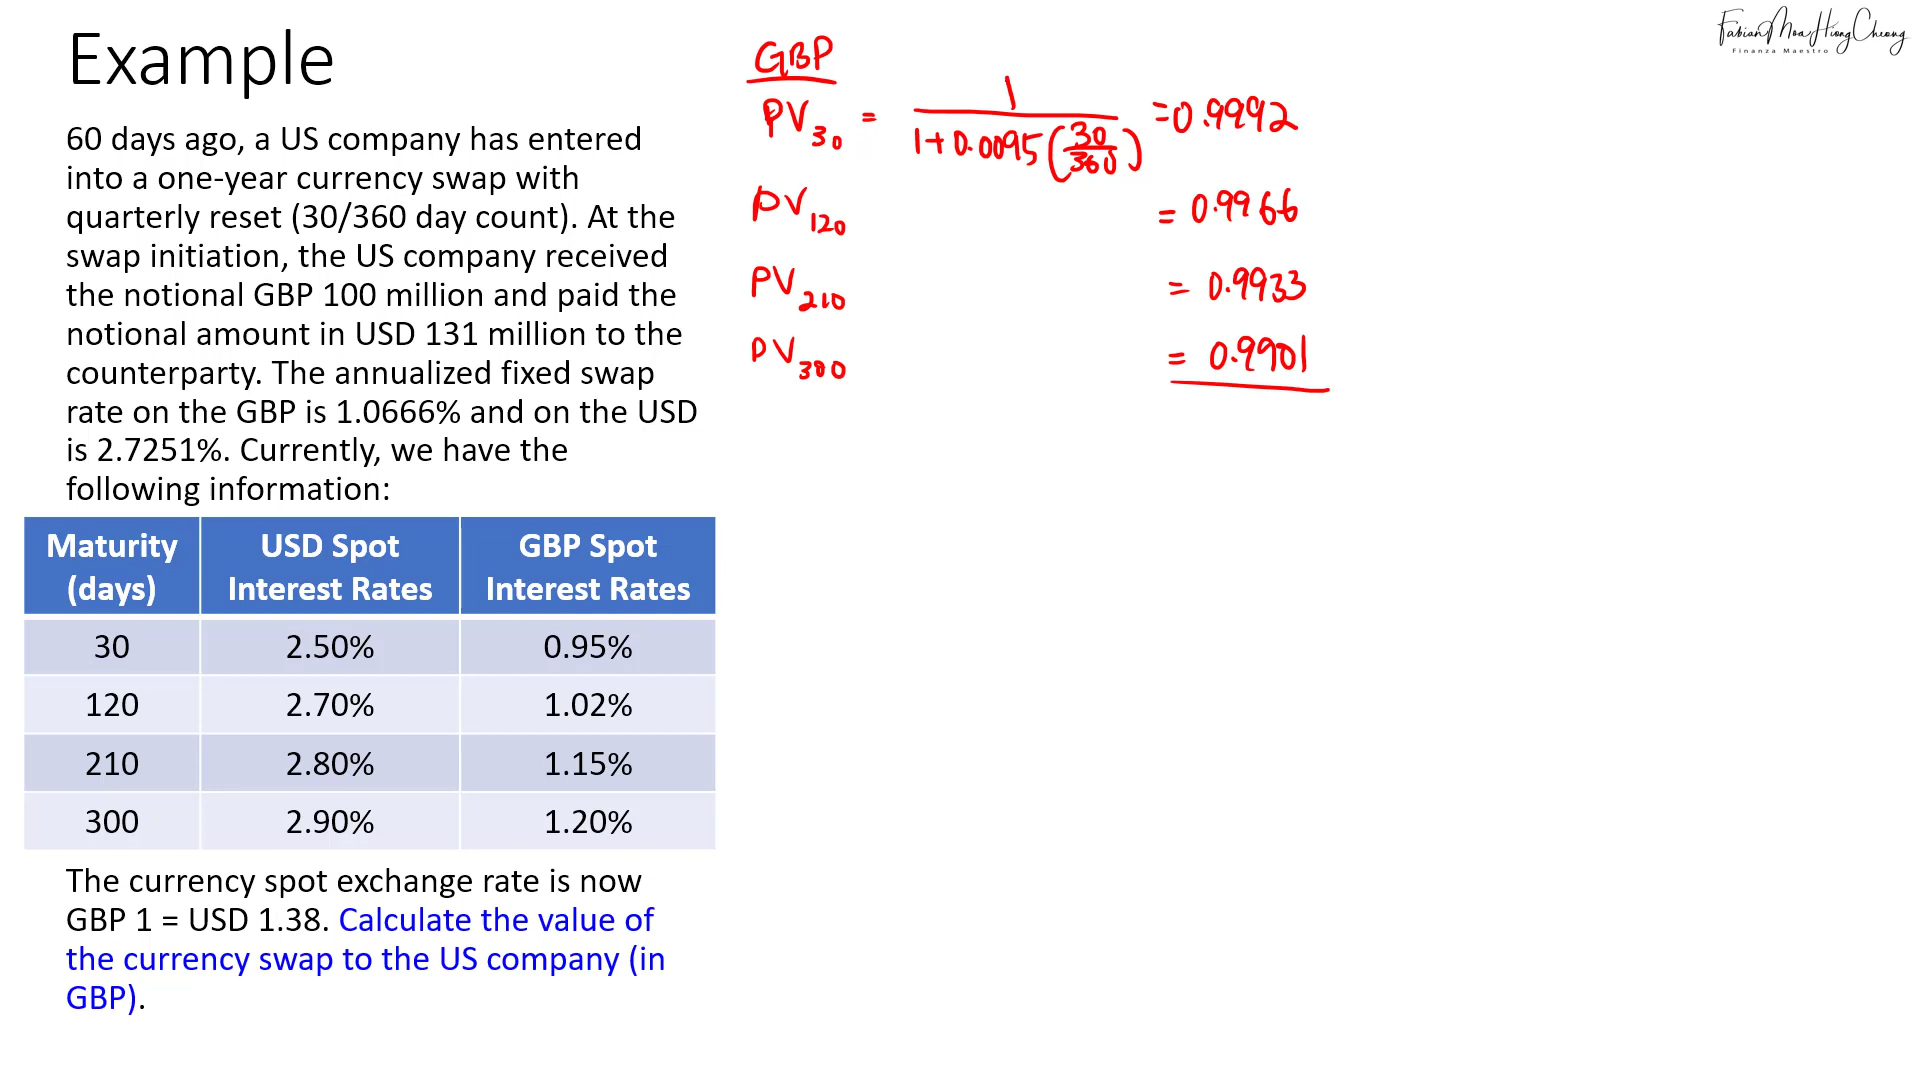 Example
60 days ago, a US company has entered
into a one-year currency swap with
quarterly reset (30/360 day count). At the
swap initiation, the US company received
the notional GBP 100 million and paid the
notional amount in USD 131 million to the
counterparty. The annualized fixed swap
rate on the GBP is 1.0666% and on the USD
is 2.7251%. Currently, we have the
following information:
Maturity (days) USD Spot Interest Rates GBP Spot Interest Rates
30 2.50% 0.95%
120 2.70% 1.02%
210 2.80% 1.15%
300 2.90% 1.20%
The currency spot exchange rate is now
GBP 1 = USD 1.38. Calculate the value of
the currency swap to the US company (in
GBP).
GBP
PV30 = 1 / 1+0.0095(30/360) = 0.9992
PV120 = 0.9966
PV210 = 0.9933
PV300 = 0.9901
Fabian Moa Hiong Cheong
Finanza Maestro